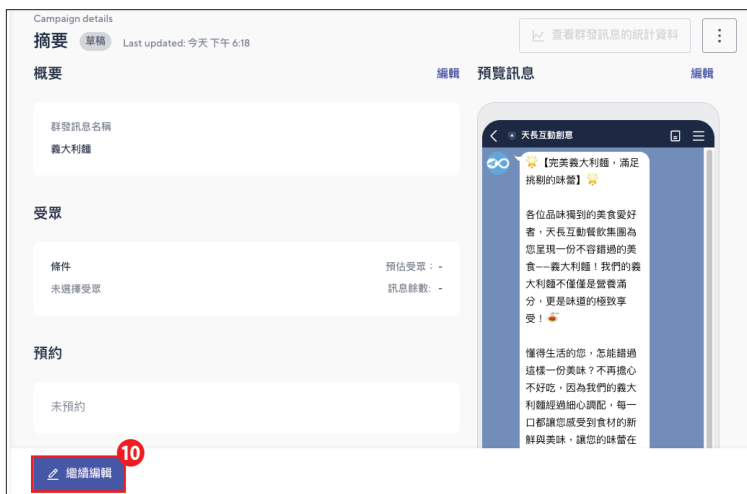 Campaign details
摘要 草稿 Last updated: 今天 下午 6:18
查看群發訊息的統計資料
概要 編輯
群發訊息名稱
義大利麵
受眾
條件 預估受眾： -
未選擇受眾 訊息餘數: -
預約
未預約
10
繼續編輯
預覽訊息 編輯
天長互動創意
【完美義大利麵，滿足
挑剔的味蕾】
各位品味獨到的美食愛好
者，天長互動餐飲集團為
您呈現一份不容錯過的美
食——義大利麵！我們的義
大利麵不僅僅是營養滿
分，更是味道的極致享
受！
懂得生活的您，怎能錯過
這樣一份美味？不再擔心
不好吃，因為我們的義大
利麵經過細心調配，每一
口都讓您感受到食材的新
鮮與美味，讓您的味蕾在